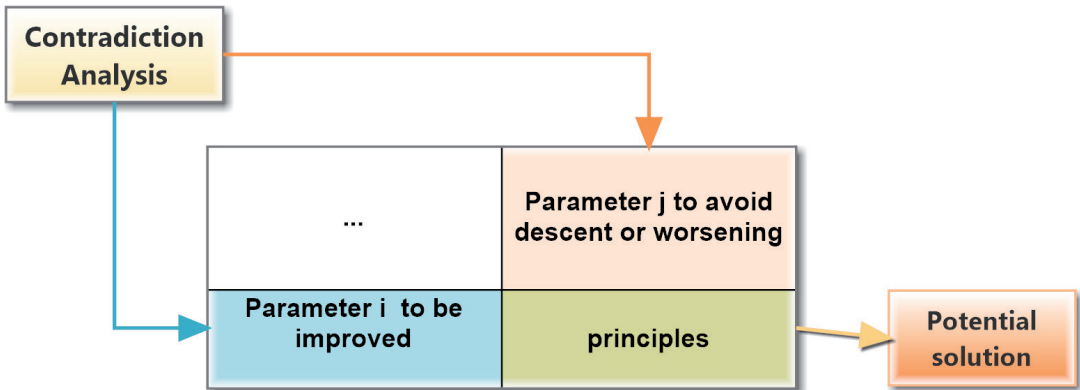 Contradiction
Analysis
...
Parameter j to avoid
descent or worsening
Parameter i to be
improved
principles
Potential
solution